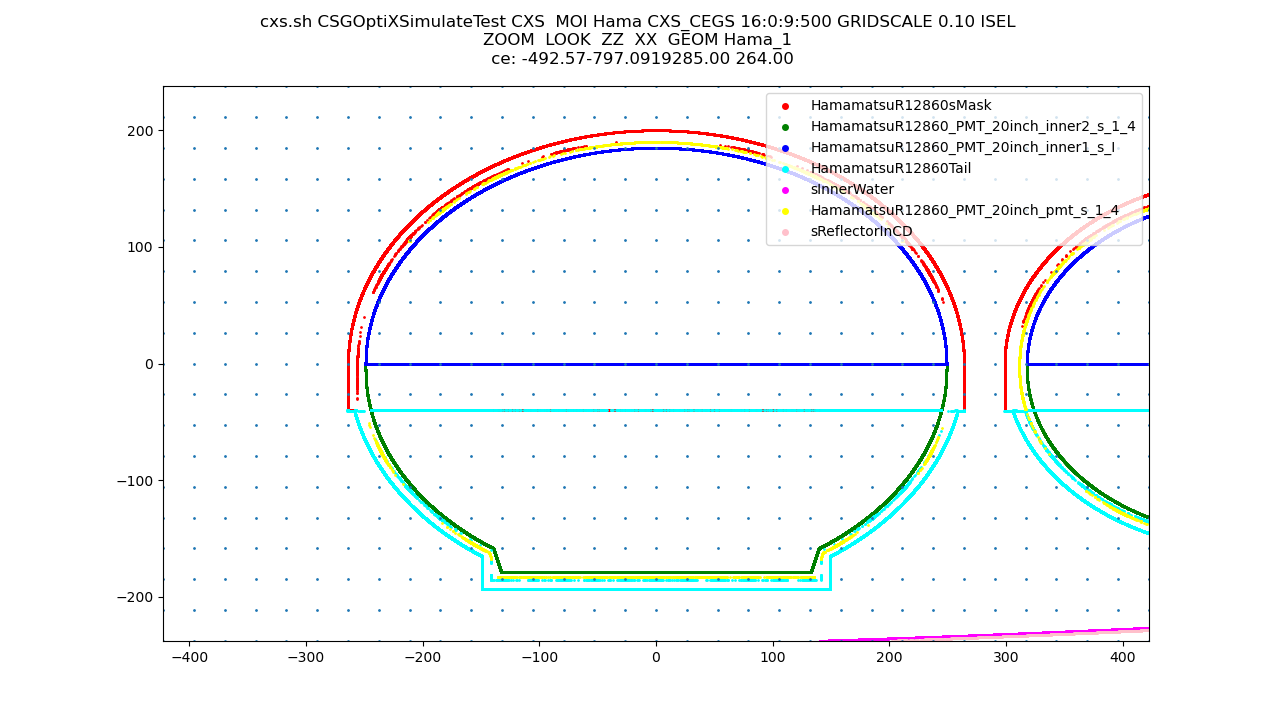 cxs.sh CSGOptiXSimulateTest CXS  MOI Hama CXS_CEGS 16:0:9:500 GRIDSCALE 0.10 ISEL
ZOOM  LOOK  ZZ  XX  GEOM Hama_1
ce: -492.57-797.0919285.00 264.00
HamamatsuR12860sMask
HamamatsuR12860_PMT_20inch_inner2_s_1_4
HamamatsuR12860_PMT_20inch_inner1_s_I
HamamatsuR12860Tail
sInnerWater
HamamatsuR12860_PMT_20inch_pmt_s_1_4
sReflectorInCD
200
100
0
−100
−200
−400
−300
−200
−100
0
100
200
300
400